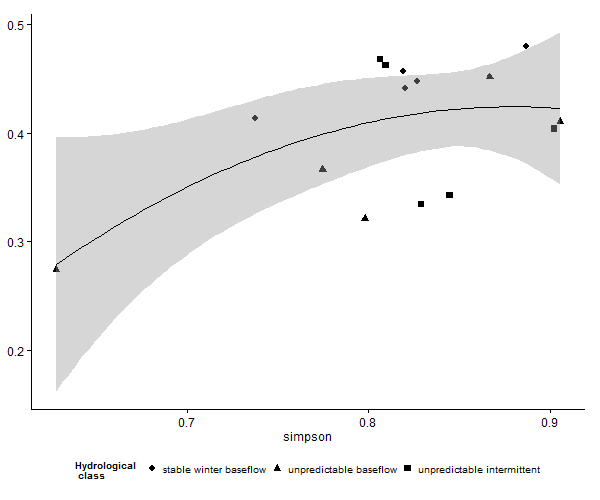 0.5
0.4
0.3
0.2
0.7 0.8 0.9
simpson
Hydrological
class
stable winter baseflow unpredictable baseflow unpredictable intermittent